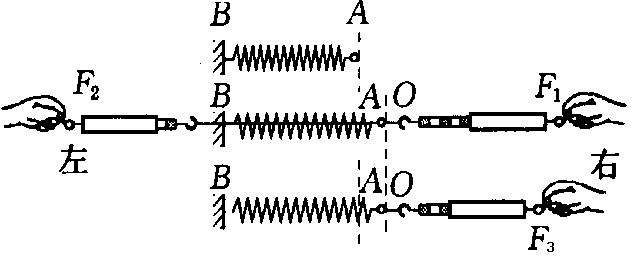 B A
F₂ B A O F₁
左 右
B A O
F₃